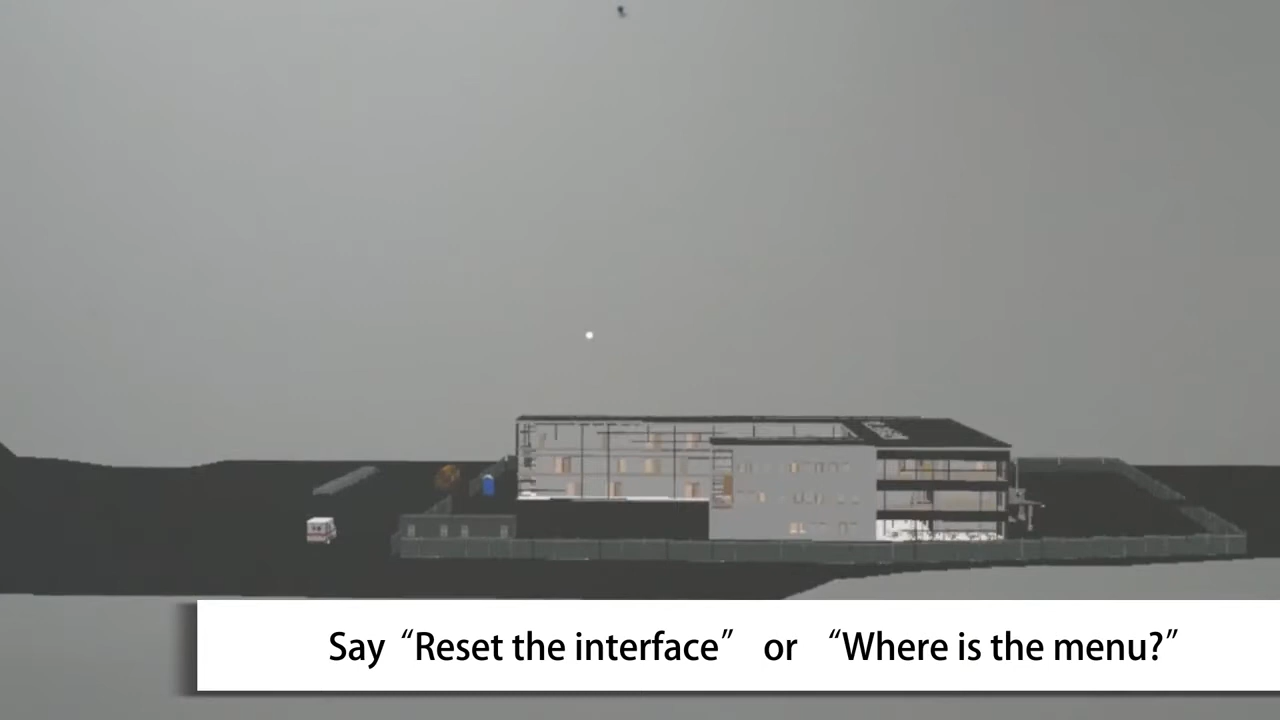 Say “Reset the interface” or “Where is the menu?”